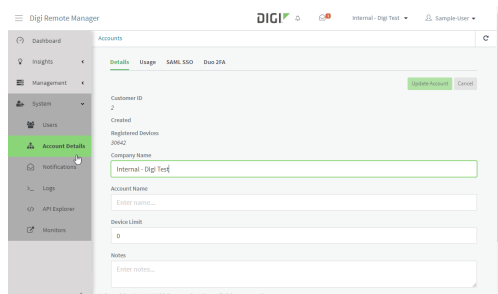 Digi Remote Manager
DIGI
Internal - Digi Test
Sample-User
Dashboard
Insights
Management
System
Users
Account Details
Notifications
Logs
API Explorer
Monitors
Accounts
Details Usage SAML SSO Duo 2FA
Update Account Cancel
Customer ID
2
Created
Registered Devices
30642
Company Name
Internal - Digi Test
Account Name
Enter name...
Device Limit
0
Notes
Enter notes...